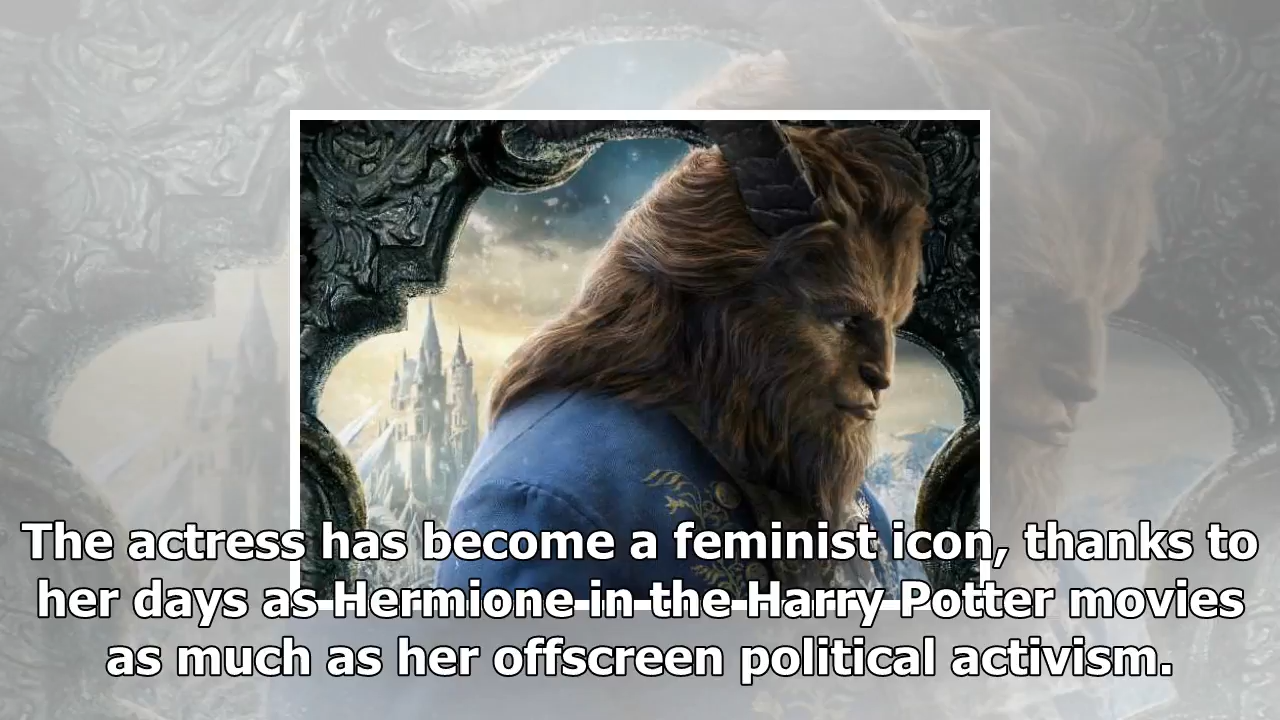 The actress has become a feminist icon, thanks to
her days as Hermione in the Harry Potter movies
as much as her offscreen political activism.